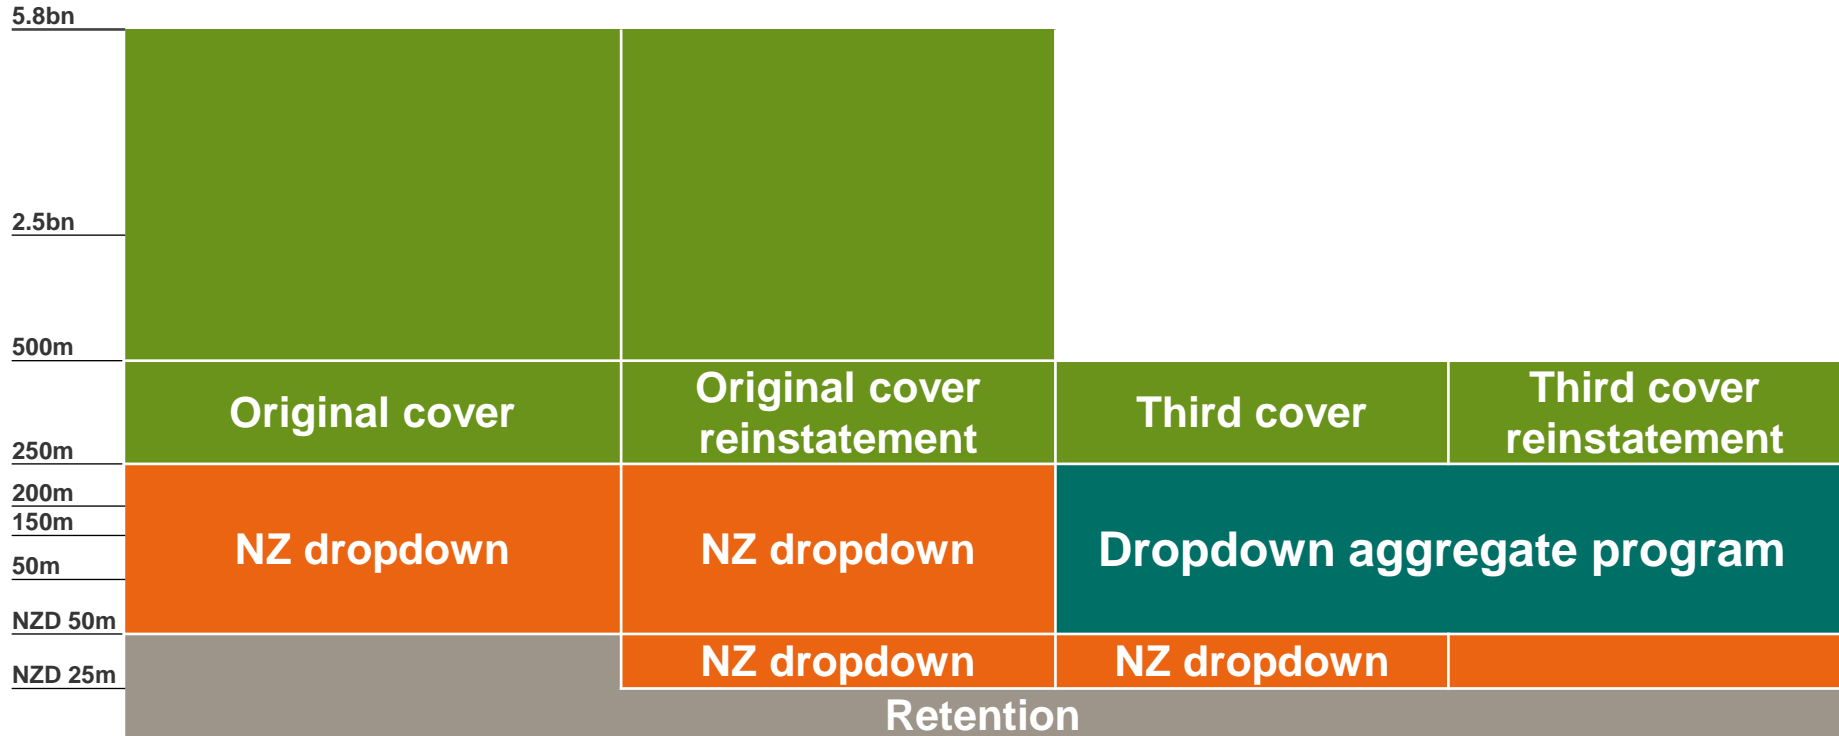 5.8bn
2.5bn
500m
Original cover
Original cover
reinstatement
Third cover
Third cover
reinstatement
250m
200m
150m
50m
NZ dropdown
NZ dropdown
Dropdown aggregate program
NZD 50m
NZ dropdown
NZ dropdown
NZD 25m
Retention